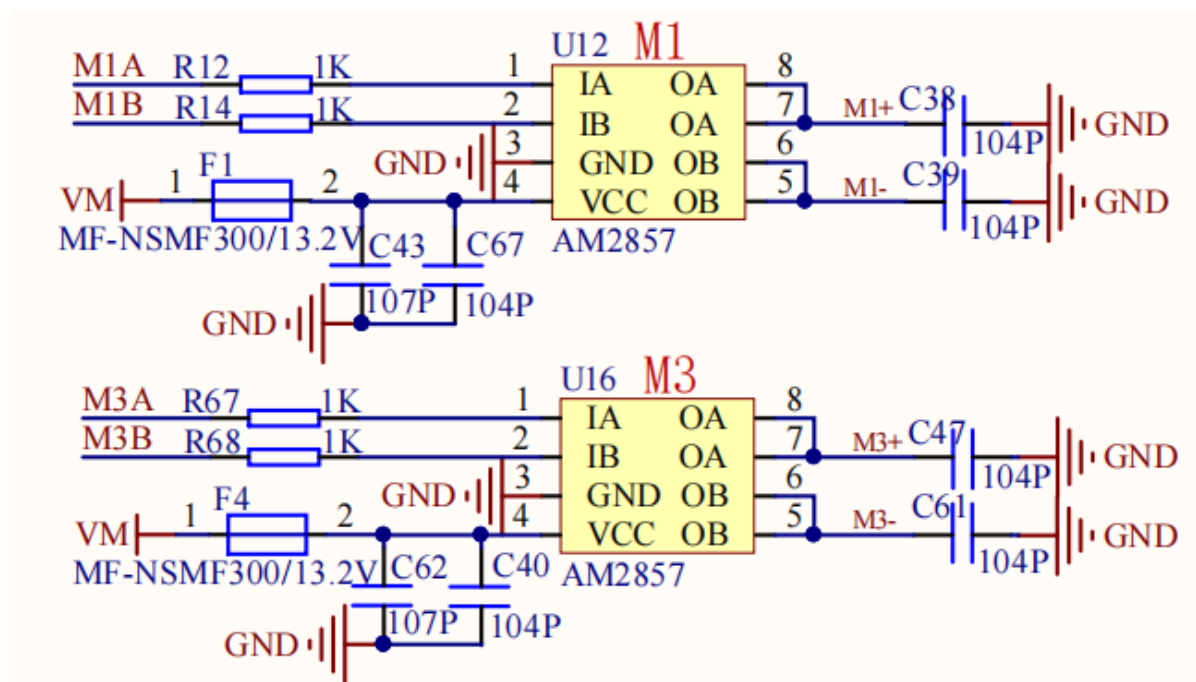 U12 M1
M1A R12 1K 1 IA OA 8
M1B R14 1K 2 IB OA 7 M1+ C38 104P GND
GND 3 GND OB 6
VM 1 F1 2 4 VCC OB 5 M1- C39 104P GND
MF-NSMF300/13.2V C43 C67 AM2857
GND 107P 104P
U16 M3
M3A R67 1K 1 IA OA 8
M3B R68 1K 2 IB OA 7 M3+ C47 104P GND
GND 3 GND OB 6
VM 1 F4 2 4 VCC OB 5 M3- C61 104P GND
MF-NSMF300/13.2V C62 C40 AM2857
GND 107P 104P